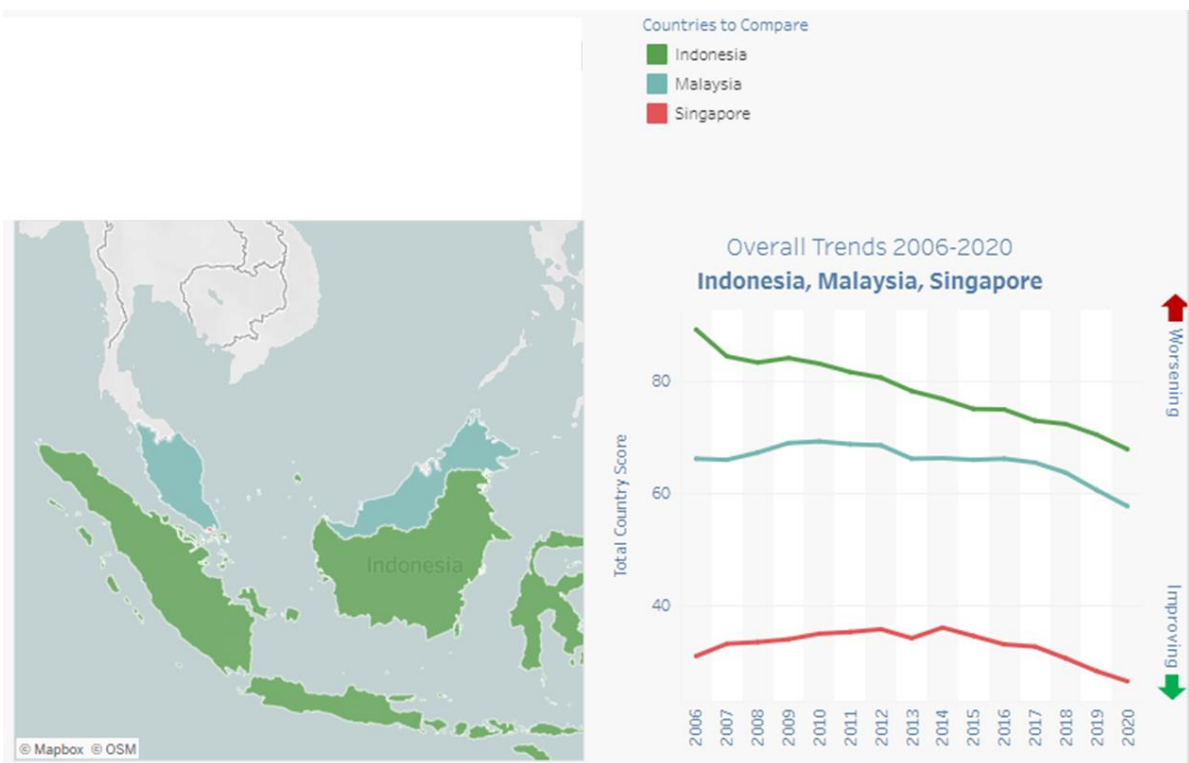 Countries to Compare
Indonesia
Malaysia
Singapore
Indonesia
© Mapbox © OSM
Overall Trends 2006-2020
Indonesia, Malaysia, Singapore
Total Country Score
80
60
40
2006
2007
2008
2009
2010
2011
2012
2013
2014
2015
2016
2017
2018
2019
2020
Worsening
Improving